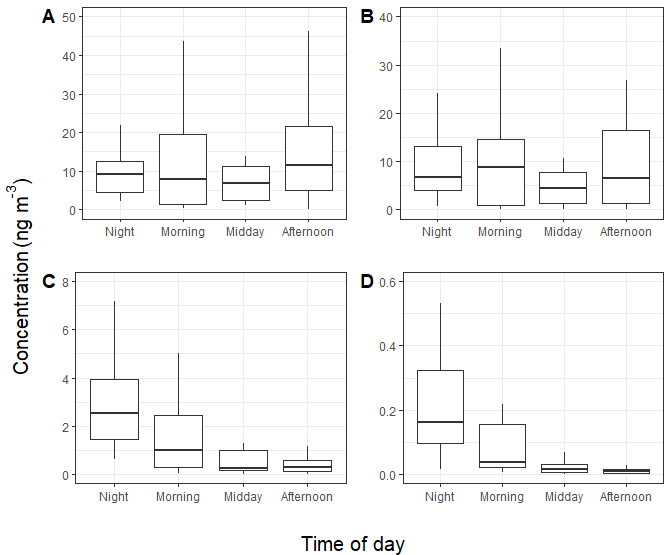 A
50
40
30
20
10
0
Night Morning Midday Afternoon
B
40
30
20
10
0
Night Morning Midday Afternoon
Concentration (ng m⁻³)
C
8
6
4
2
0
Night Morning Midday Afternoon
D
0.6
0.4
0.2
0.0
Night Morning Midday Afternoon
Time of day